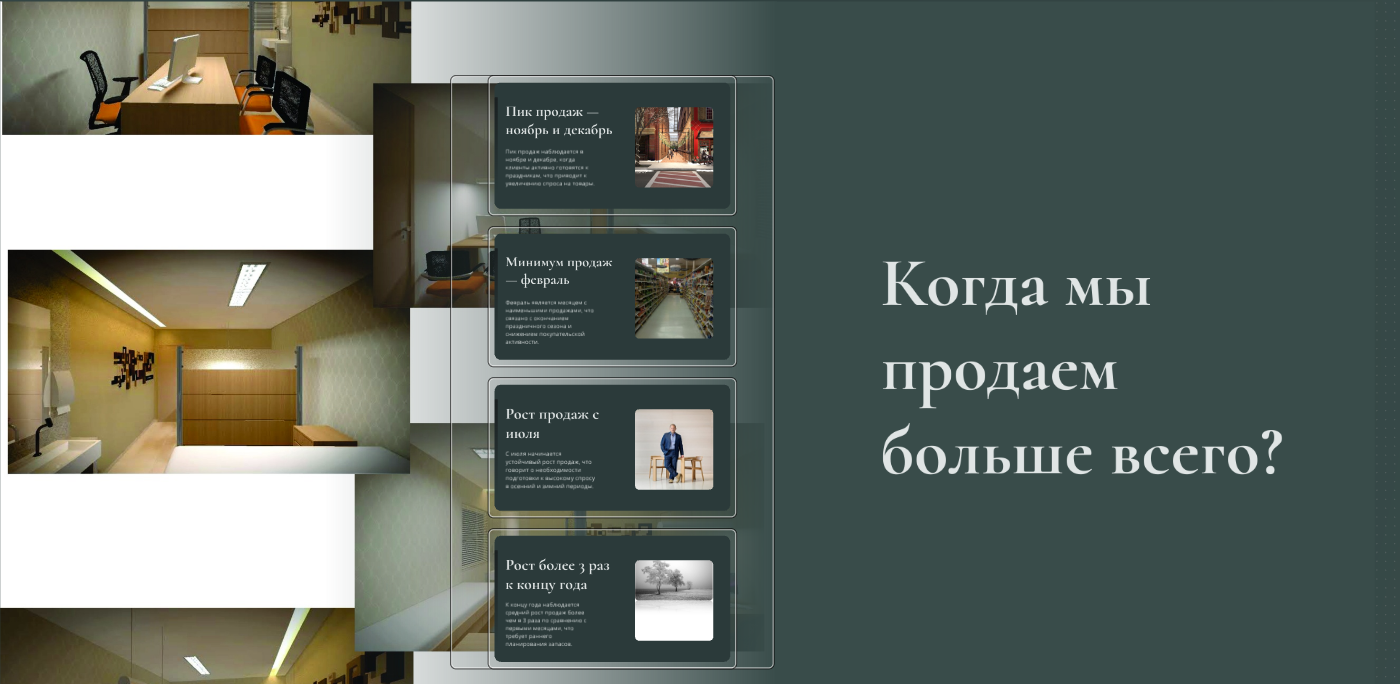 Пик продаж —
ноябрь и декабрь
Пик продаж наблюдается в
ноябре и декабре, когда
клиенты активно готовятся к
праздникам, что приводит к
увеличению спроса на товары.
Минимум продаж
— февраль
Февраль является месяцем с
наименьшими продажами, что
связано с окончанием
праздничного сезона и
снижением покупательской
активности.
Рост продаж с
июля
С июля начинается
устойчивый рост продаж, что
говорит о необходимости
подготовки к высокому спросу
в осенний и зимний периоды.
Рост более 3 раз
к концу года
К концу года наблюдается
средний рост продаж более
чем в 3 раза по сравнению с
первыми месяцами, что
требует раннего
планирования запасов.
Когда мы
продаем
больше всего?